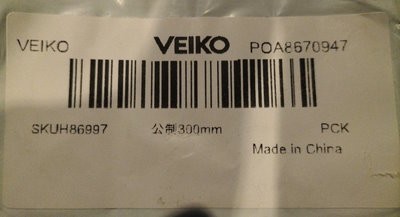 VEIKO VEIKO POA8670947
SKUH86997 公制300mm PCK
Made in China